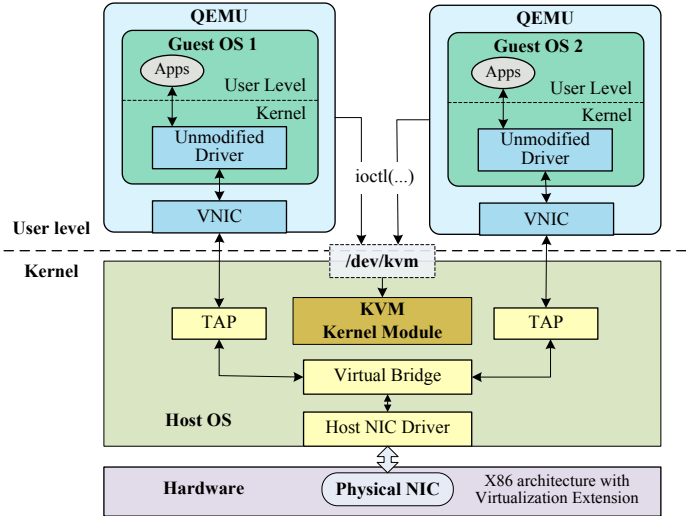 QEMU
Guest OS 1
Apps
User Level
Kernel
Unmodified
Driver
VNIC
QEMU
Guest OS 2
Apps
User Level
Kernel
Unmodified
Driver
VNIC
ioctl(...)
User level
Kernel
/dev/kvm
KVM
Kernel Module
TAP
TAP
Virtual Bridge
Host OS
Host NIC Driver
Hardware
Physical NIC
X86 architecture with
Virtualization Extension